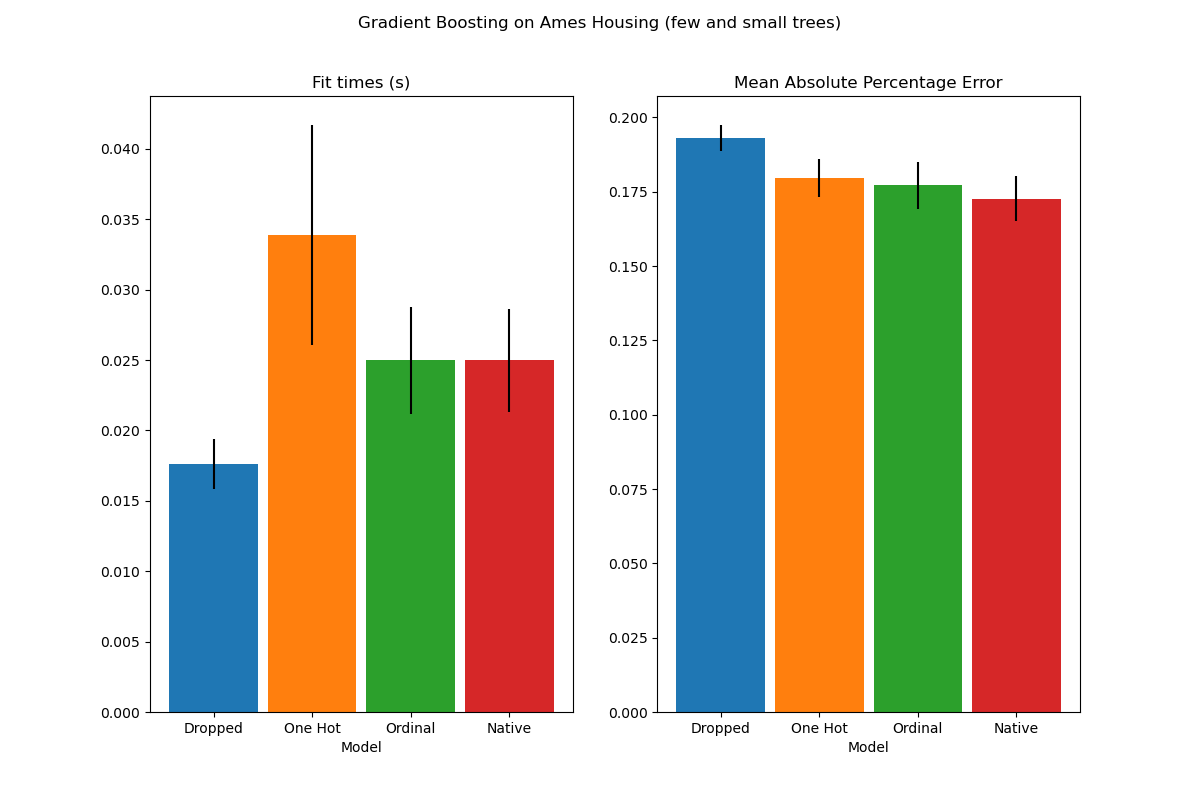 Gradient Boosting on Ames Housing (few and small trees)
Fit times (s)
0.040
0.035
0.030
0.025
0.020
0.015
0.010
0.005
0.000
Dropped One Hot Ordinal Native
Model
Mean Absolute Percentage Error
0.200
0.175
0.150
0.125
0.100
0.075
0.050
0.025
0.000
Dropped One Hot Ordinal Native
Model